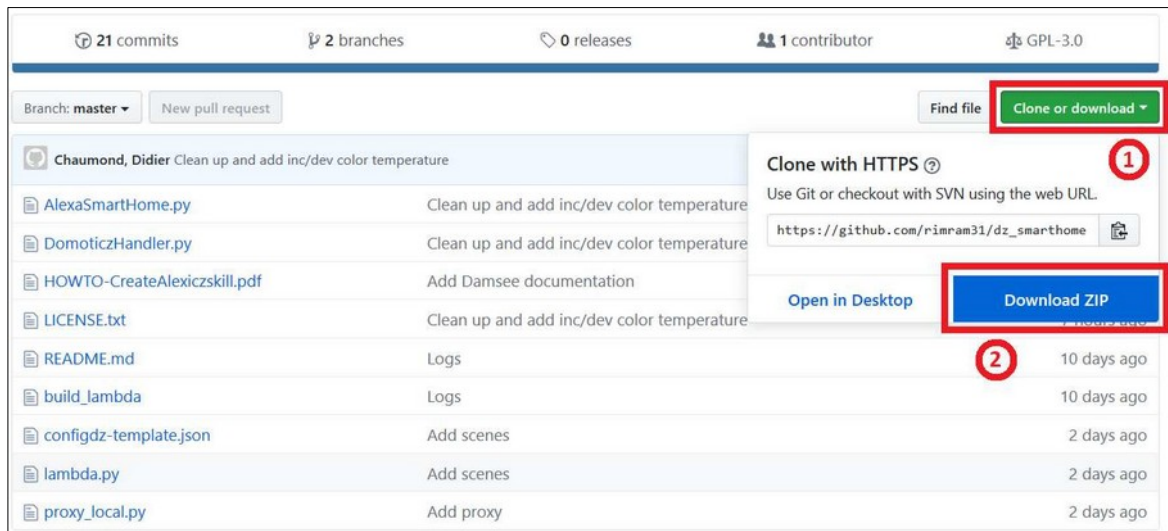 21 commits 2 branches 0 releases 1 contributor GPL-3.0
Branch: master New pull request Find file Clone or download
1
Chaumond, Didier Clean up and add inc/dev color temperature
Clone with HTTPS
Use Git or checkout with SVN using the web URL.
https://github.com/rimram31/dz_smarthome
Open in Desktop Download ZIP
2
AlexaSmartHome.py Clean up and add inc/dev color temperature
DomoticzHandler.py Clean up and add inc/dev color temperature
HOWTO-CreateAlexiczskill.pdf Add Damsee documentation
LICENSE.txt Clean up and add inc/dev color temperature 7 hours ago
README.md Logs 10 days ago
build_lambda Logs 10 days ago
configdz-template.json Add scenes 2 days ago
lambda.py Add scenes 2 days ago
proxy_local.py Add proxy 2 days ago